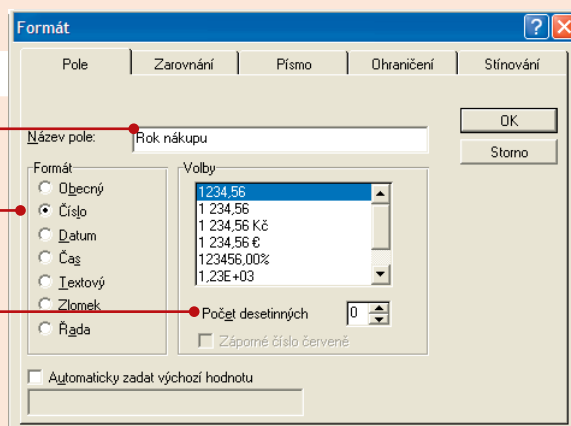 Formát
Pole Zarovnání Písmo Ohraničení Stínování
Název pole: Rok nákupu
OK
Storno
Formát
Obecný
Číslo
Datum
Čas
Textový
Zlomek
Řada
Volby
1234,56
1 234,56
1 234,56 Kč
1 234,56 €
123456,00%
1,23E+03
Počet desetinných 0
Záporné číslo červeně
Automaticky zadat výchozí hodnotu